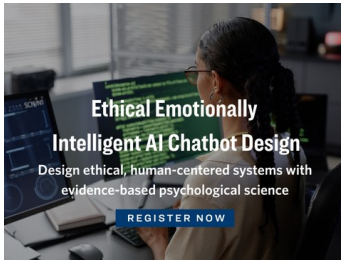 Ethical Emotionally
Intelligent AI Chatbot Design
Design ethical, human-centered systems with
evidence-based psychological science
REGISTER NOW